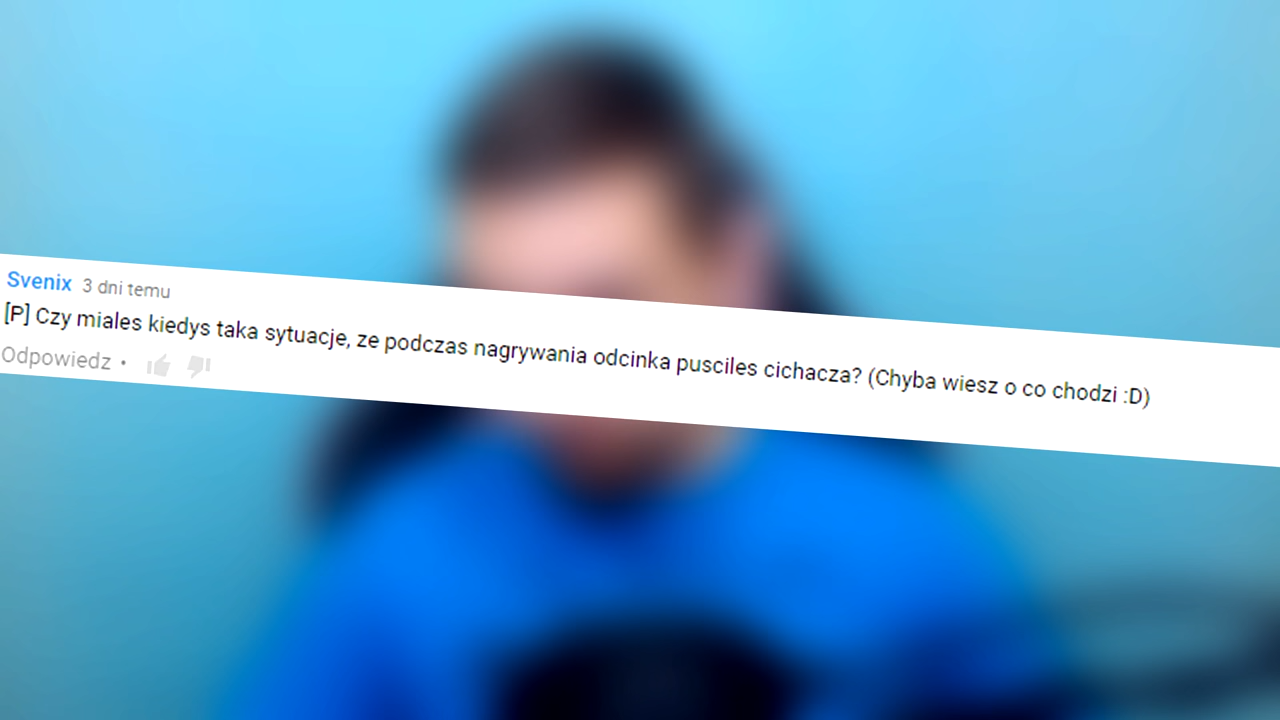 Svenix 3 dni temu
[P] Czy miales kiedys taka sytuacje, ze podczas nagrywania odcinka pusciles cichacza? (Chyba wiesz o co chodzi :D)
Odpowiedz •